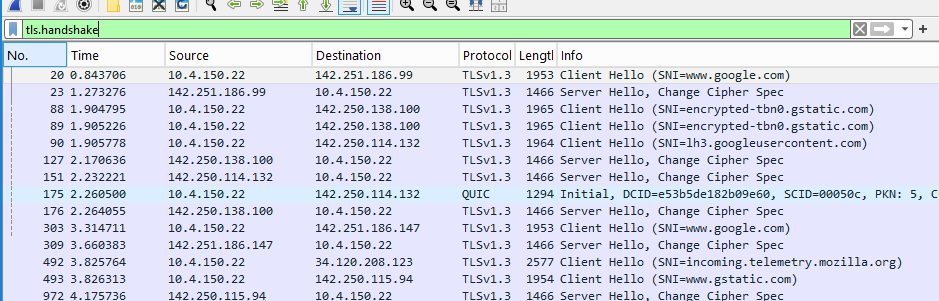 tls.handshake
No. Time Source Destination Protocol Lengtl Info
20 0.843706 10.4.150.22 142.251.186.99 TLSv1.3 1953 Client Hello (SNI=www.google.com)
23 1.273276 142.251.186.99 10.4.150.22 TLSv1.3 1466 Server Hello, Change Cipher Spec
88 1.904795 10.4.150.22 142.250.138.100 TLSv1.3 1965 Client Hello (SNI=encrypted-tbn0.gstatic.com)
89 1.905226 10.4.150.22 142.250.138.100 TLSv1.3 1965 Client Hello (SNI=encrypted-tbn0.gstatic.com)
90 1.905778 10.4.150.22 142.250.114.132 TLSv1.3 1964 Client Hello (SNI=lh3.googleusercontent.com)
127 2.170636 142.250.138.100 10.4.150.22 TLSv1.3 1466 Server Hello, Change Cipher Spec
151 2.232221 142.250.114.132 10.4.150.22 TLSv1.3 1466 Server Hello, Change Cipher Spec
175 2.260500 10.4.150.22 142.250.114.132 QUIC 1294 Initial, DCID=e53b5de182b09e60, SCID=00050c, PKN: 5, C
176 2.264055 142.250.138.100 10.4.150.22 TLSv1.3 1466 Server Hello, Change Cipher Spec
303 3.314711 10.4.150.22 142.251.186.147 TLSv1.3 1953 Client Hello (SNI=www.google.com)
309 3.660383 142.251.186.147 10.4.150.22 TLSv1.3 1466 Server Hello, Change Cipher Spec
492 3.825764 10.4.150.22 34.120.208.123 TLSv1.3 2577 Client Hello (SNI=incoming.telemetry.mozilla.org)
493 3.826313 10.4.150.22 142.250.115.94 TLSv1.3 1954 Client Hello (SNI=www.gstatic.com)
972 4.175736 142.250.115.94 10.4.150.22 TLSv1.3 1466 Server Hello, Change Cipher Spec